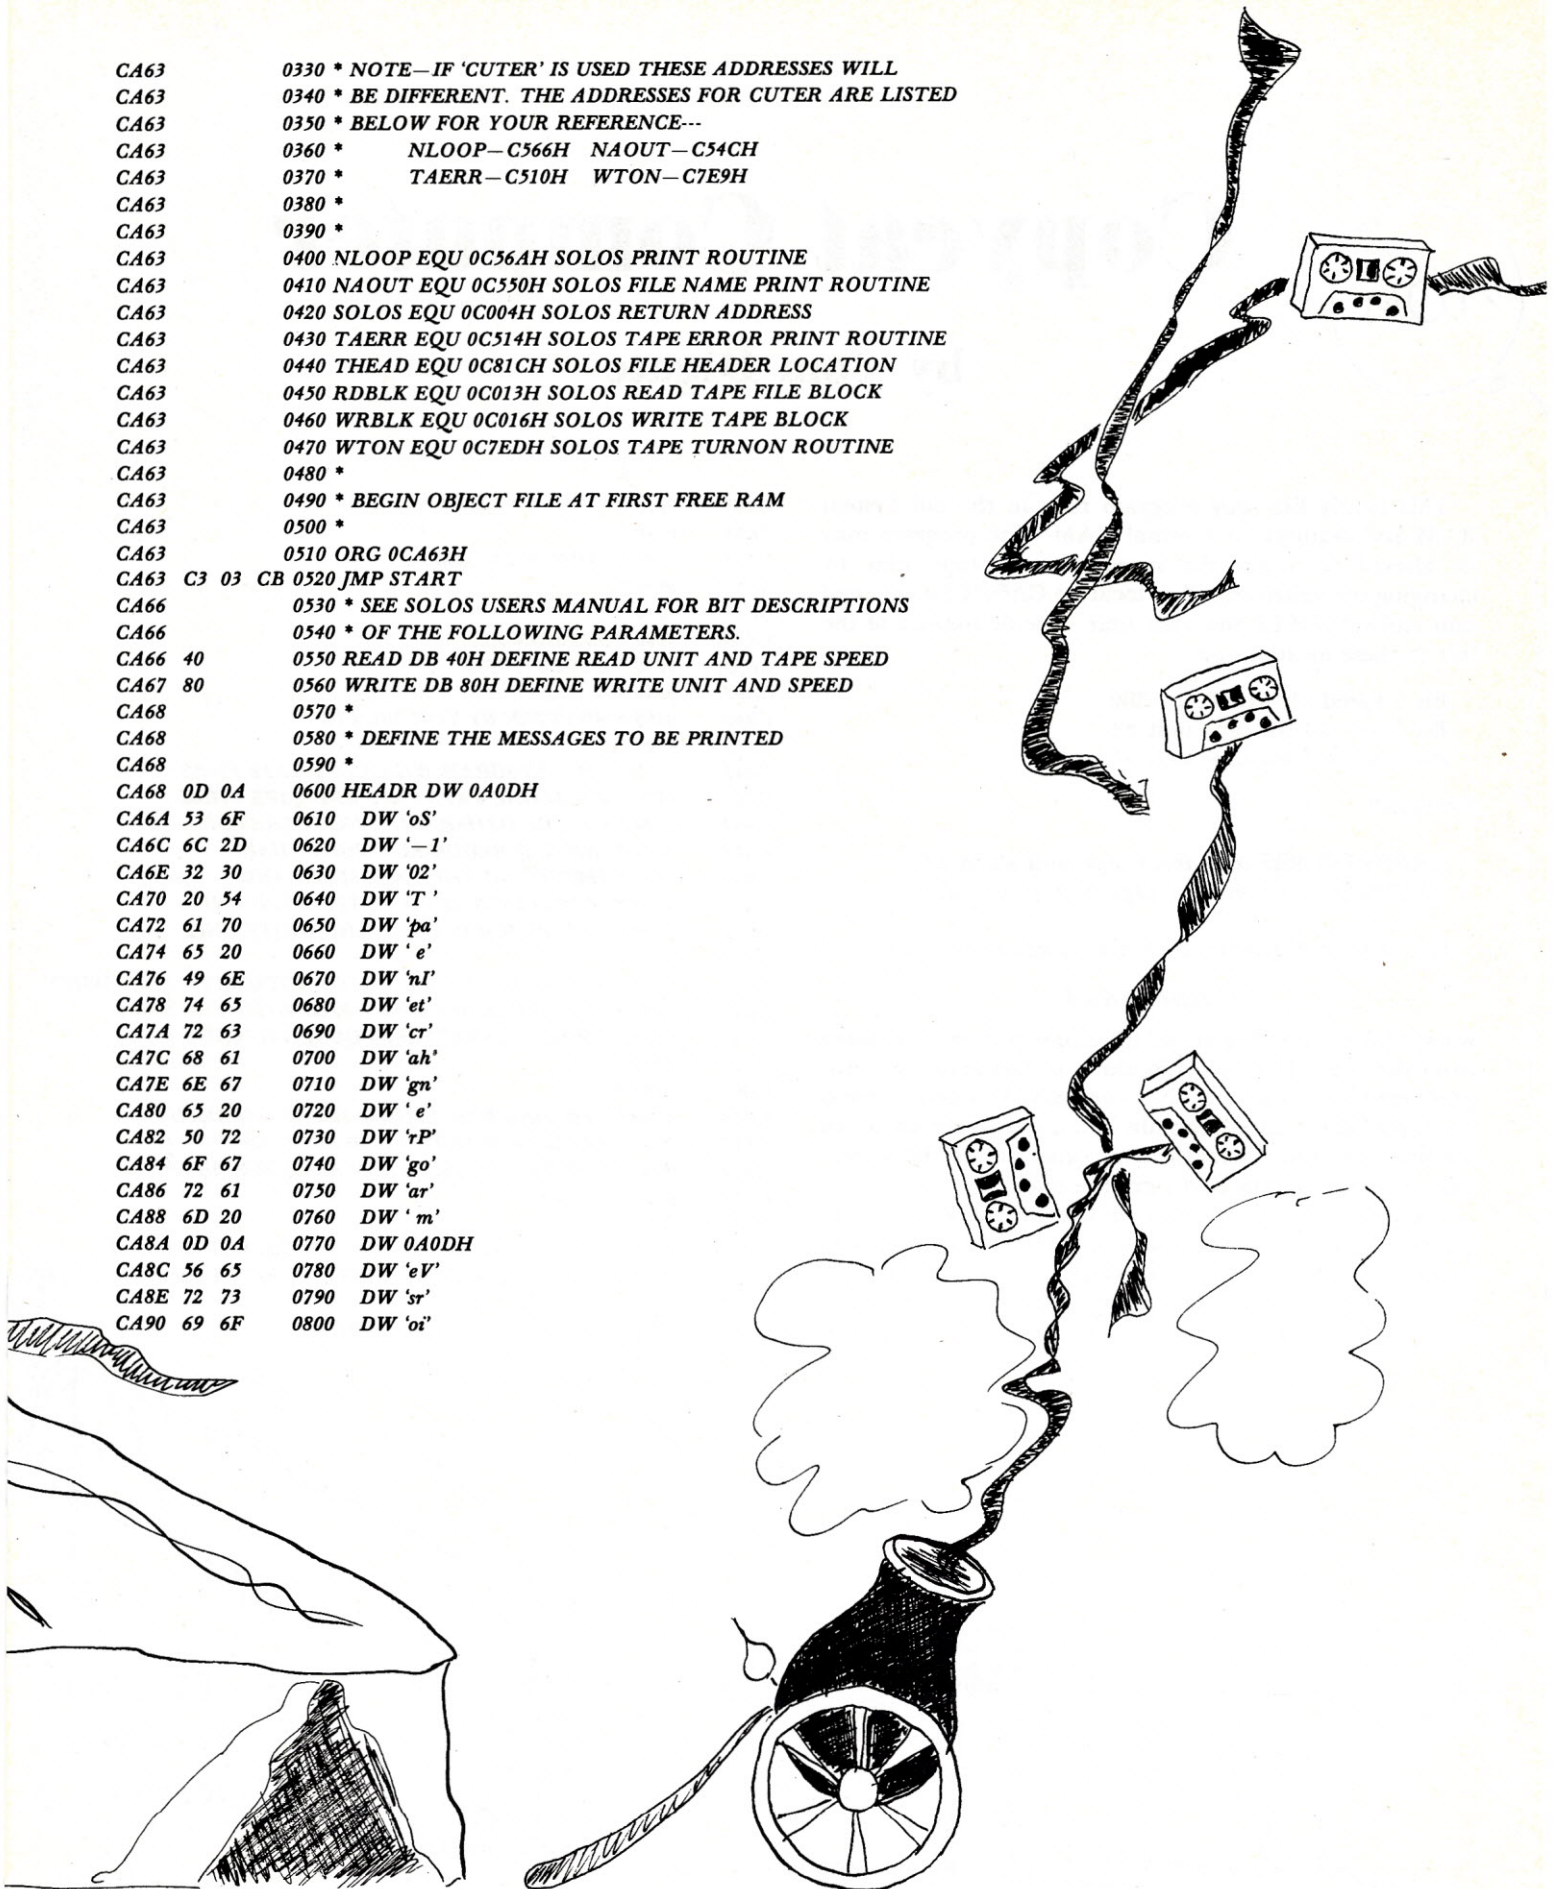 CA63 0330 * NOTE—IF 'CUTER' IS USED THESE ADDRESSES WILL
CA63 0340 * BE DIFFERENT. THE ADDRESSES FOR CUTER ARE LISTED
CA63 0350 * BELOW FOR YOUR REFERENCE---
CA63 0360 * NLOOP—C566H NAOUT—C54CH
CA63 0370 * TAERR—C510H WTON—C7E9H
CA63 0380 *
CA63 0390 *
CA63 0400 NLOOP EQU 0C56AH SOLOS PRINT ROUTINE
CA63 0410 NAOUT EQU 0C550H SOLOS FILE NAME PRINT ROUTINE
CA63 0420 SOLOS EQU 0C004H SOLOS RETURN ADDRESS
CA63 0430 TAERR EQU 0C514H SOLOS TAPE ERROR PRINT ROUTINE
CA63 0440 THEAD EQU 0C81CH SOLOS FILE HEADER LOCATION
CA63 0450 RDBLK EQU 0C013H SOLOS READ TAPE FILE BLOCK
CA63 0460 WRBLK EQU 0C016H SOLOS WRITE TAPE BLOCK
CA63 0470 WTON EQU 0C7EDH SOLOS TAPE TURNON ROUTINE
CA63 0480 *
CA63 0490 * BEGIN OBJECT FILE AT FIRST FREE RAM
CA63 0500 *
CA63 0510 ORG 0CA63H
CA63 C3 03 CB 0520 JMP START
CA66 0530 * SEE SOLOS USERS MANUAL FOR BIT DESCRIPTIONS
CA66 0540 * OF THE FOLLOWING PARAMETERS.
CA66 40 0550 READ DB 40H DEFINE READ UNIT AND TAPE SPEED
CA67 80 0560 WRITE DB 80H DEFINE WRITE UNIT AND SPEED
CA68 0570 *
CA68 0580 * DEFINE THE MESSAGES TO BE PRINTED
CA68 0590 *
CA68 0D 0A 0600 HEADR DW 0A0DH
CA6A 53 6F 0610 DW 'oS'
CA6C 6C 2D 0620 DW '—1'
CA6E 32 30 0630 DW '02'
CA70 20 54 0640 DW 'T '
CA72 61 70 0650 DW 'pa'
CA74 65 20 0660 DW ' e'
CA76 49 6E 0670 DW 'nI'
CA78 74 65 0680 DW 'et'
CA7A 72 63 0690 DW 'cr'
CA7C 68 61 0700 DW 'ah'
CA7E 6E 67 0710 DW 'gn'
CA80 65 20 0720 DW ' e'
CA82 50 72 0730 DW 'rP'
CA84 6F 67 0740 DW 'go'
CA86 72 61 0750 DW 'ar'
CA88 6D 20 0760 DW ' m'
CA8A 0D 0A 0770 DW 0A0DH
CA8C 56 65 0780 DW 'eV'
CA8E 72 73 0790 DW 'sr'
CA90 69 6F 0800 DW 'oi'